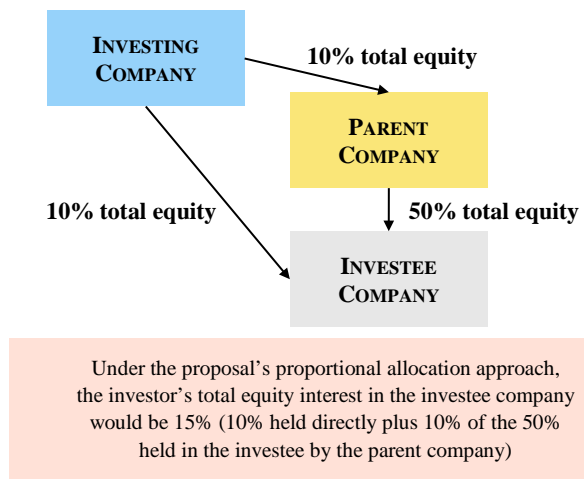 INVESTING
COMPANY
10% total equity
PARENT
COMPANY
10% total equity
50% total equity
INVESTEE
COMPANY
Under the proposal's proportional allocation approach,
the investor's total equity interest in the investee company
would be 15% (10% held directly plus 10% of the 50%
held in the investee by the parent company)